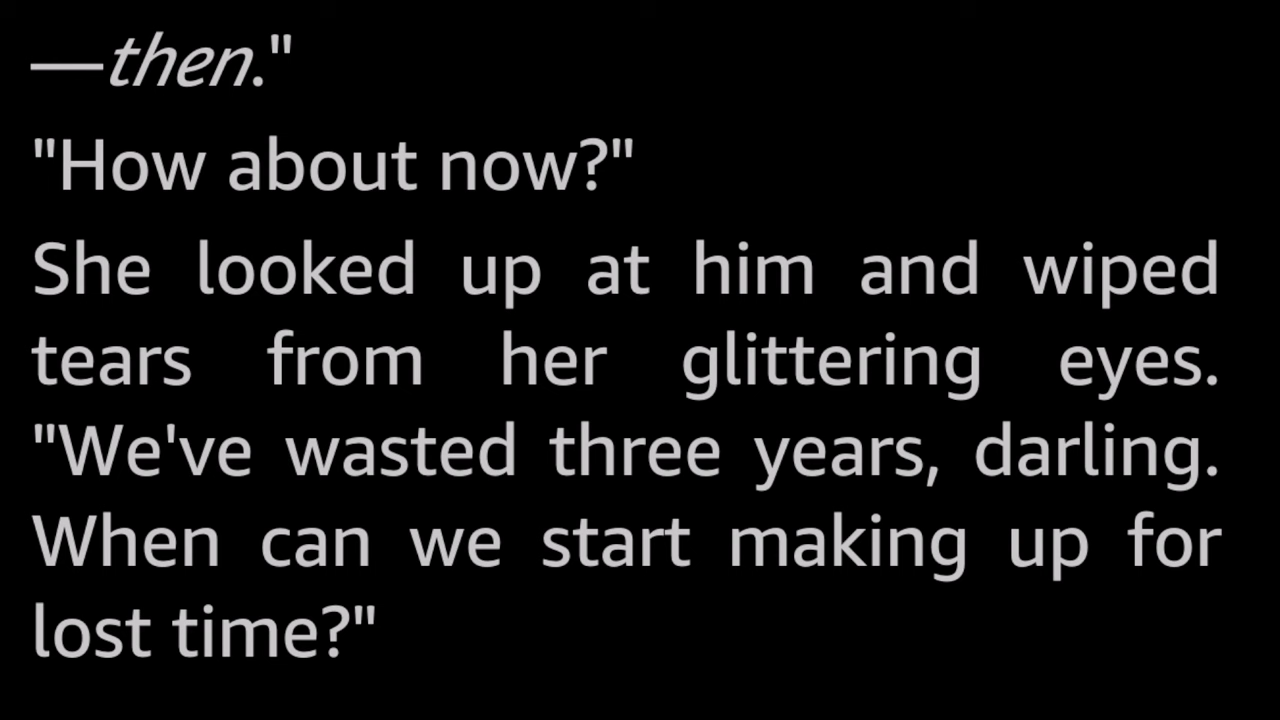 —then."
"How about now?"
She looked up at him and wiped
tears from her glittering eyes.
"We've wasted three years, darling.
When can we start making up for
lost time?"